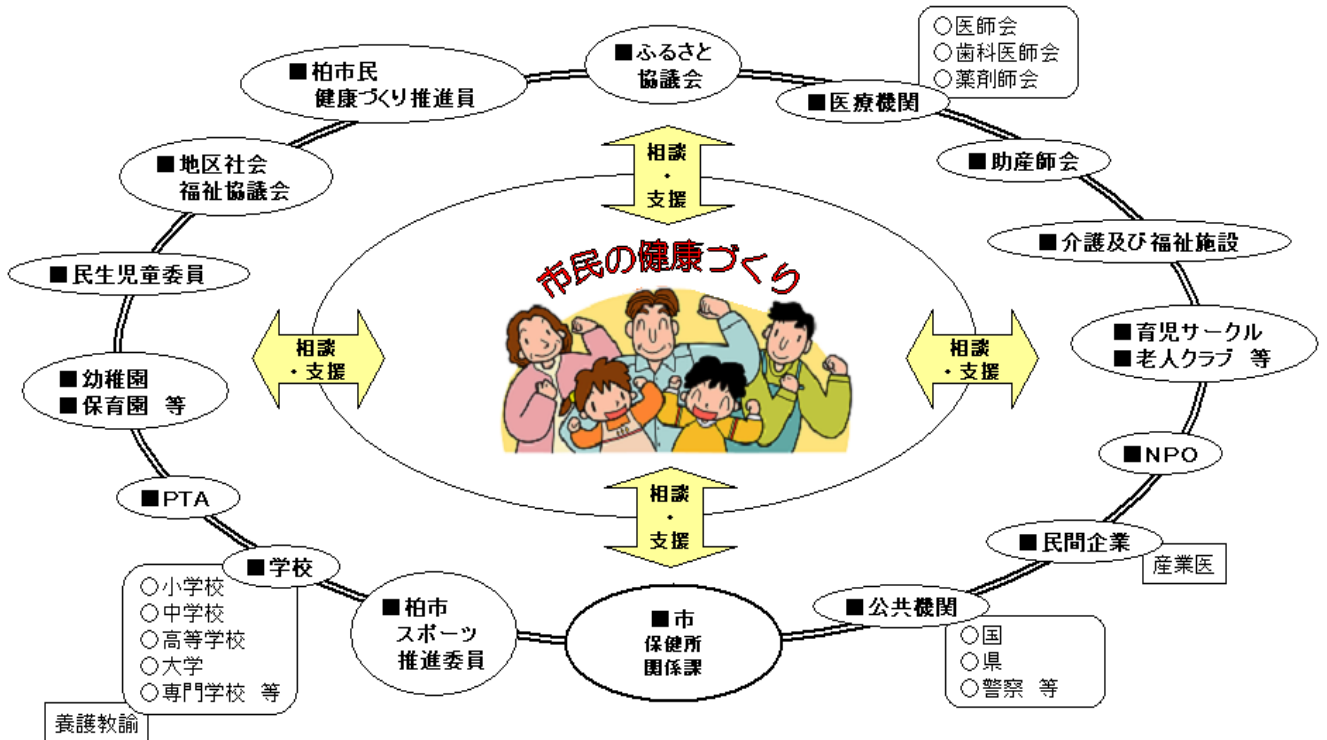 ■ふるさと
協議会
■医療機関
○医師会
○歯科医師会
○薬剤師会
■助産師会
■介護及び福祉施設
■育児サークル
■老人クラブ 等
■NPO
■民間企業
産業医
■公共機関
○国
○県
○警察 等
■市
保健所
関係課
■柏市
スポーツ
推進委員
■学校
○小学校
○中学校
○高等学校
○大学
○専門学校 等
養護教諭
■PTA
■幼稚園
■保育園 等
■民生児童委員
■地区社会
福祉協議会
■柏市民
健康づくり推進員
相談
・
支援
市民の健康づくり
相談
・支援
相談
・支援
相談
・
支援